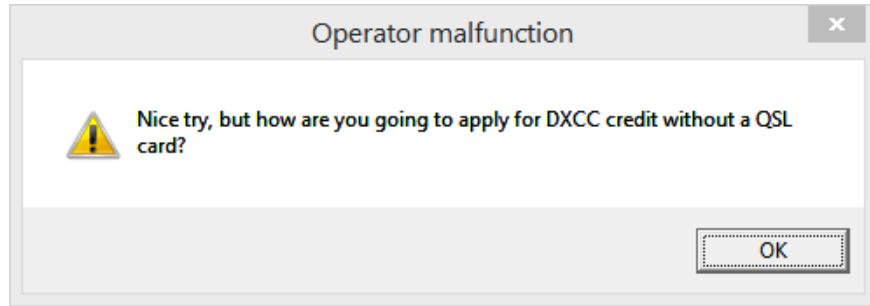 Operator malfunction
Nice try, but how are you going to apply for DXCC credit without a QSL
card?
OK